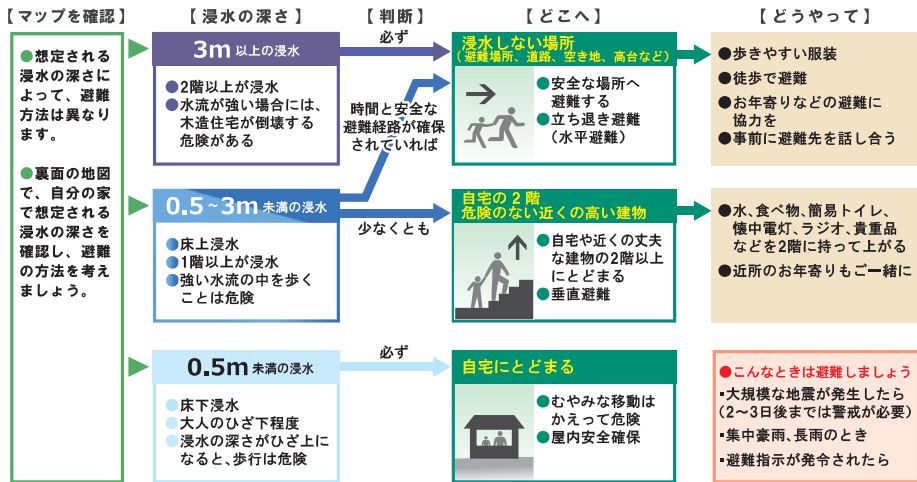 【マップを確認】
【浸水の深さ】
【判断】
【どこへ】
【どうやって】
●想定される
浸水の深さに
よって、避難
方法は異なり
ます。
●裏面の地図
で、自分の家
で想定される
浸水の深さを
確認し、避難
の方法を考え
ましょう。
3m以上の浸水
●2階以上が浸水
●水流が強い場合には、
木造住宅が倒壊する
危険がある
必ず
浸水しない場所
(避難場所、道路、空き地、高台など)
●安全な場所へ
避難する
●立ち退き避難
(水平避難)
●歩きやすい服装
●徒歩で避難
●お年寄りなどの避難に
協力を
●事前に避難先を話し合う
時間と安全な
避難経路が確保
されていれば
0.5~3m未満の浸水
●床上浸水
●1階以上が浸水
●強い水流の中を歩く
ことは危険
少なくとも
自宅の2階
危険のない近くの高い建物
●自宅や近くの丈夫
な建物の2階以上
にとどまる
●垂直避難
●水、食べ物、簡易トイレ、
懐中電灯、ラジオ、貴重品
などを2階に持って上がる
●近所のお年寄りもご一緒に
0.5m未満の浸水
●床下浸水
●大人のひざ下程度
●浸水の深さがひざ上に
なると、歩行は危険
必ず
自宅にとどまる
●むやみな移動は
かえって危険
●屋内安全確保
●こんなときは避難しましょう
▪大規模な地震が発生したら
(2~3日後までは警戒が必要)
▪集中豪雨、長雨のとき
▪避難指示が発令されたら